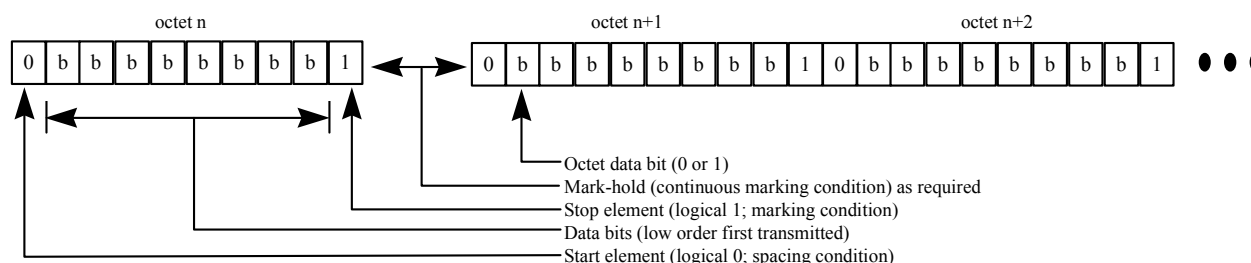 octet n octet n+1 octet n+2
0 b b b b b b b b 1 0 b b b b b b b b 1 0 b b b b b b b b 1
Octet data bit (0 or 1)
Mark-hold (continuous marking condition) as required
Stop element (logical 1; marking condition)
Data bits (low order first transmitted)
Start element (logical 0; spacing condition)